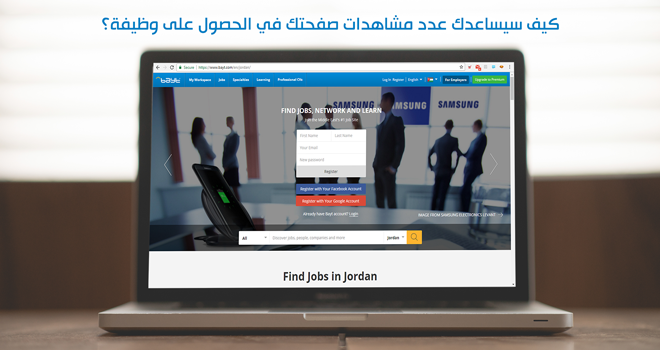 كيف سيساعدك عدد مشاهدات صفحتك في الحصول على وظيفة؟
Secure https://www.bayt.com/en/jordan/
Bayt My Workspace Jobs Specialties Learning Professional CVs Log In Register English For Employers Upgrade to Premium
SAMSUNG SAMSUNG SAMSUNG
FIND JOBS, NETWORK AND LEARN
Join the Middle East's #1 Job Site
First Name Last Name
Your Email
New password
Register
Register with Your Facebook Account
Register with Your Google Account
Already have Bayt account? Login
IMAGE FROM SAMSUNG ELECTRONICS LEVANT
All Discover jobs, people, companies and more Jordan
Find Jobs in Jordan